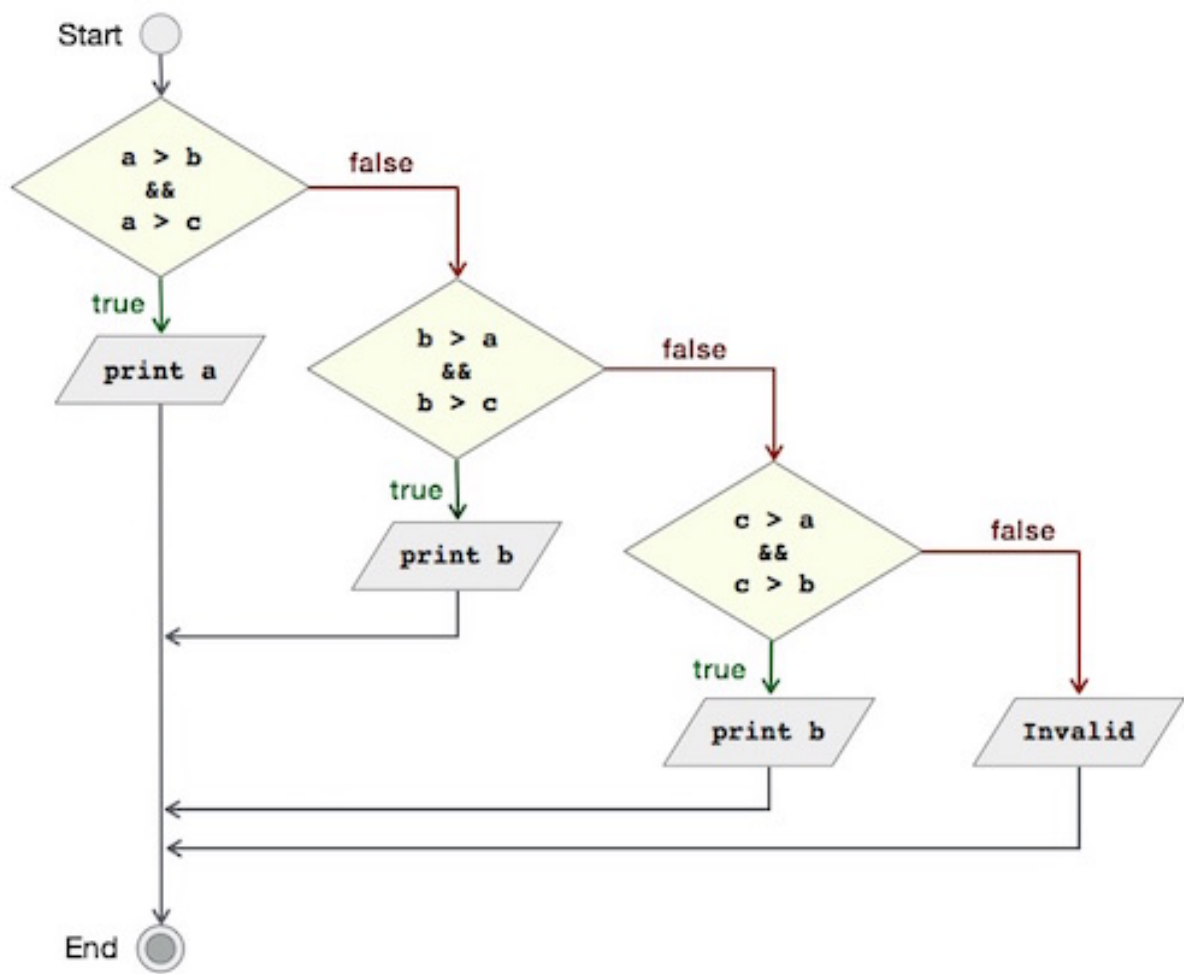 Start
a > b
&&
a > c
false
true
print a
b > a
&&
b > c
false
true
print b
c > a
&&
c > b
false
true
print b
Invalid
End